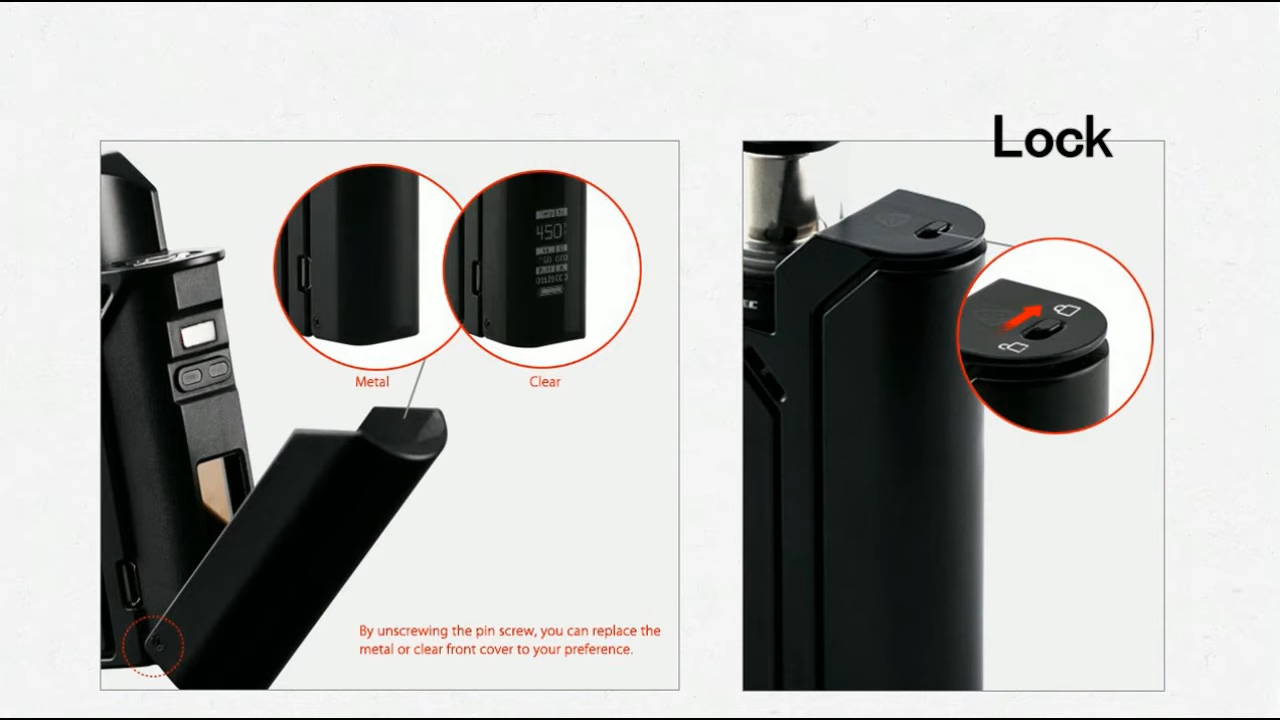 Lock
450
Metal
Clear
By unscrewing the pin screw, you can replace the
metal or clear front cover to your preference.